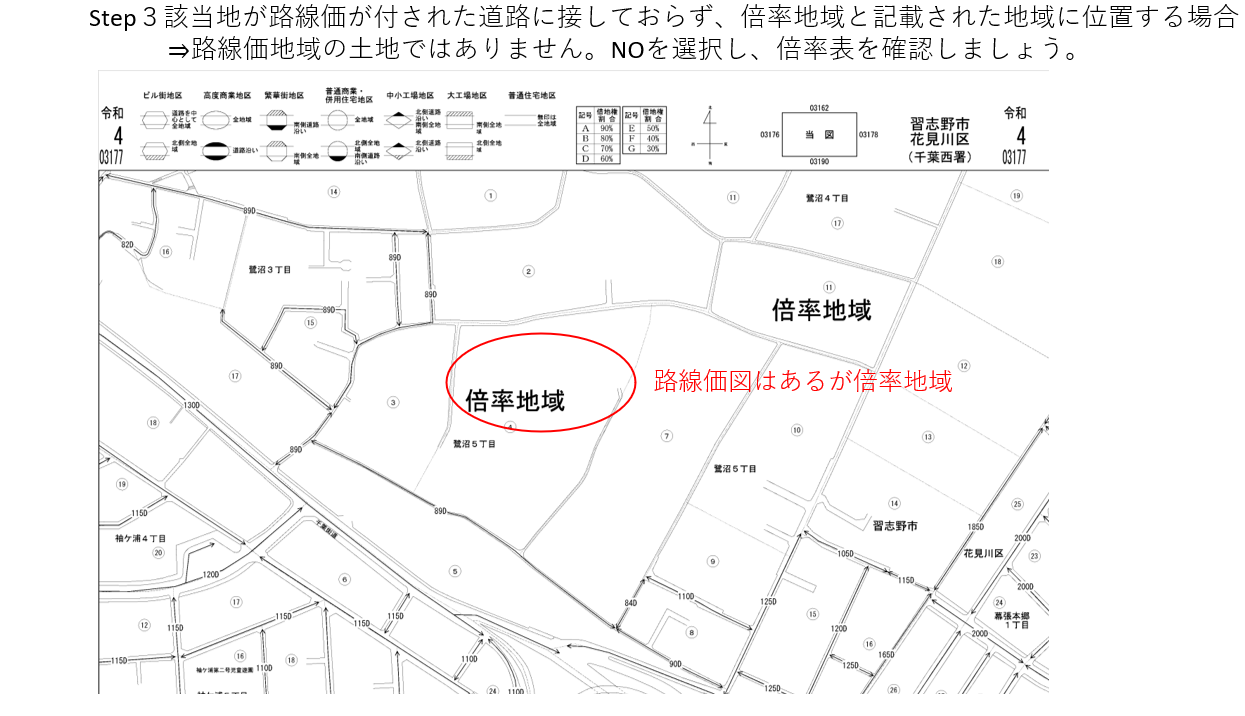 Step３該当地が路線価が付された道路に接しておらず、倍率地域と記載された地域に位置する場合
⇒路線価地域の土地ではありません。NOを選択し、倍率表を確認しましょう。
令和
4
03177
ビル街地区
高度商業地区
繁華街地区
普通商業・
併用住宅地区
中小工場地区
大工場地区
普通住宅地区
道路を中
心として
全地域
全地域
南側道路
沿い
全地域
北側道路
沿い
南側全地
域
南側全地
域
無印は
全地域
北側全地
域
道路沿い
南側全地
域
北側全地
域
南側道路
沿い
北側道路
沿い
北側全地
域
記号
借地権
割合
記号
借地権
割合
A 90% E 50%
B 80% F 40%
C 70% G 30%
D 60%
03162
03176
当図
03178
03190
習志野市
花見川区
（千葉西署）
令和
4
03177
14
1
11
鷺沼４丁目
17
19
89D
82D
16
鷺沼３丁目
89D
2
18
11
89D
倍率地域
89D
15
89D
17
12
路線価図はあるが倍率地域
倍率地域
3
4
130D
18
鷺沼５丁目
7
10
13
89D
鷺沼５丁目
19
89D
14
25
115D
千葉街道
習志野市
185D
袖ケ浦４丁目
20
105D
花見川区
200D
23
5
9
120D
6
115D
200D
17
84D
110D
125D
24
幕張本郷
１丁目
12
115D
115D
115D
115D
15
120D
8
16
200D
115D
16
18
110D
90D
165D
125D
袖ケ浦第二号児童遊園
110D
24
110D
125D
26